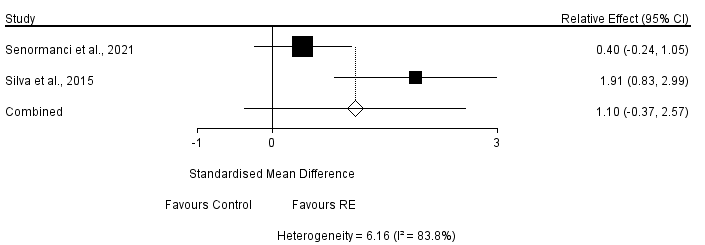 Study Relative Effect (95% CI)
Senormanci et al., 2021 0.40 (-0.24, 1.05)
Silva et al., 2015 1.91 (0.83, 2.99)
Combined 1.10 (-0.37, 2.57)
-1 0 3
Standardised Mean Difference
Favours Control Favours RE
Heterogeneity = 6.16 (I² = 83.8%)